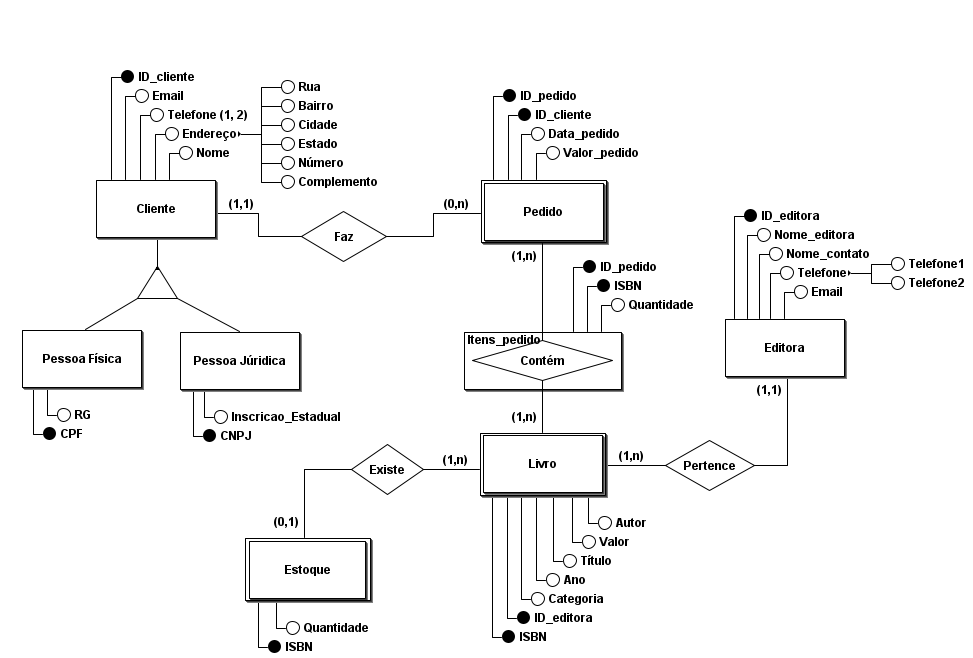 ID_cliente
Email
Telefone (1, 2)
Endereço
Nome
Rua
Bairro
Cidade
Estado
Número
Complemento
Cliente
(1,1)
Faz
(0,n)
ID_pedido
ID_cliente
Data_pedido
Valor_pedido
Pedido
(1,n)
ID_pedido
ISBN
Quantidade
Itens_pedido
Contém
(1,n)
ID_editora
Nome_editora
Nome_contato
Telefone
Telefone1
Telefone2
Email
Editora
(1,1)
Pessoa Física
RG
CPF
Pessoa Júridica
Inscricao_Estadual
CNPJ
Existe
(1,n)
Livro
(1,n)
Pertence
(0,1)
Estoque
Quantidade
ISBN
Autor
Valor
Título
Ano
Categoria
ID_editora
ISBN